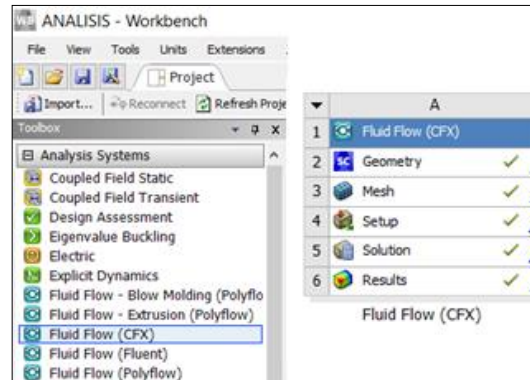 ANALISIS - Workbench
File View Tools Units Extensions
Project
Import... Reconnect Refresh Proje
Toolbox
Analysis Systems
Coupled Field Static
Coupled Field Transient
Design Assessment
Eigenvalue Buckling
Electric
Explicit Dynamics
Fluid Flow - Blow Molding (Polyflo
Fluid Flow - Extrusion (Polyflow)
Fluid Flow (CFX)
Fluid Flow (Fluent)
Fluid Flow (Polyflow)
A
1 Fluid Flow (CFX)
2 Geometry
3 Mesh
4 Setup
5 Solution
6 Results
Fluid Flow (CFX)